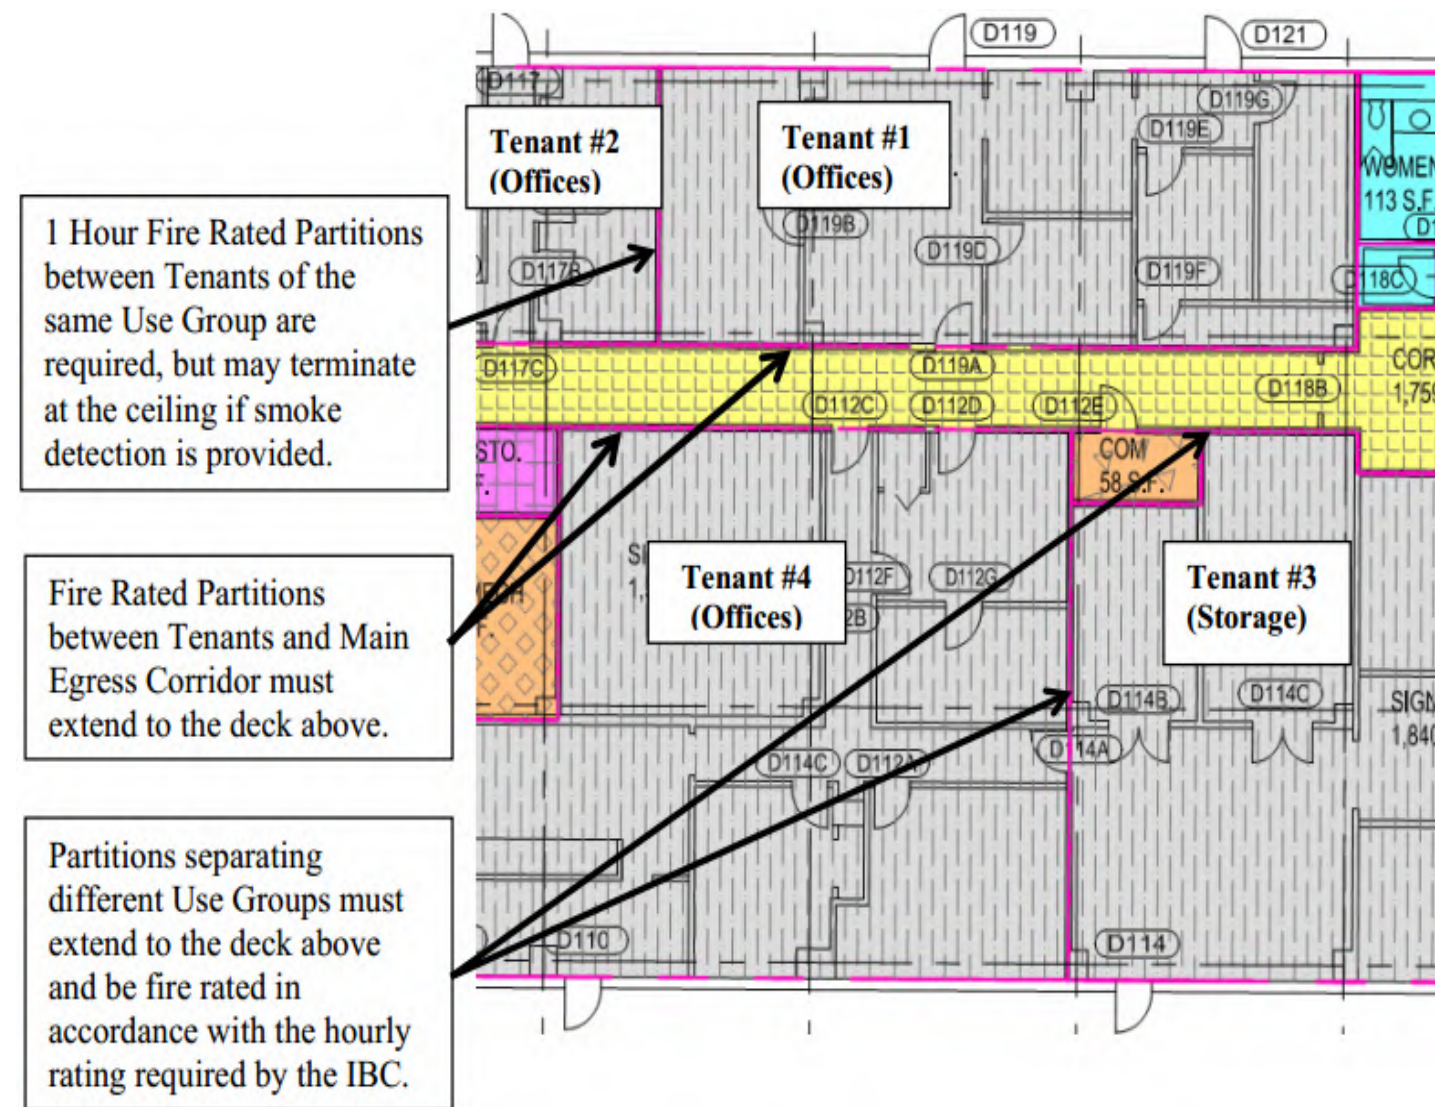 D119
D121
D117
D119G
D119E
Tenant #2
(Offices)
Tenant #1
(Offices)
WOMEN
113 S.F.
D1
D119B
D119D
D117B
D119F
D118C
1 Hour Fire Rated Partitions
between Tenants of the
same Use Group are
required, but may terminate
at the ceiling if smoke
detection is provided.
D117C
D119A
D118B
COR
1,759
D112C
D112D
D112E
STO.
F.
COM
58 S.F.
Fire Rated Partitions
between Tenants and Main
Egress Corridor must
extend to the deck above.
Tenant #4
(Offices)
D112F
D112G
2B
Tenant #3
(Storage)
D114B
D114C
SIGN
1,840
D114C
D112A
D114A
Partitions separating
different Use Groups must
extend to the deck above
and be fire rated in
accordance with the hourly
rating required by the IBC.
D110
D114